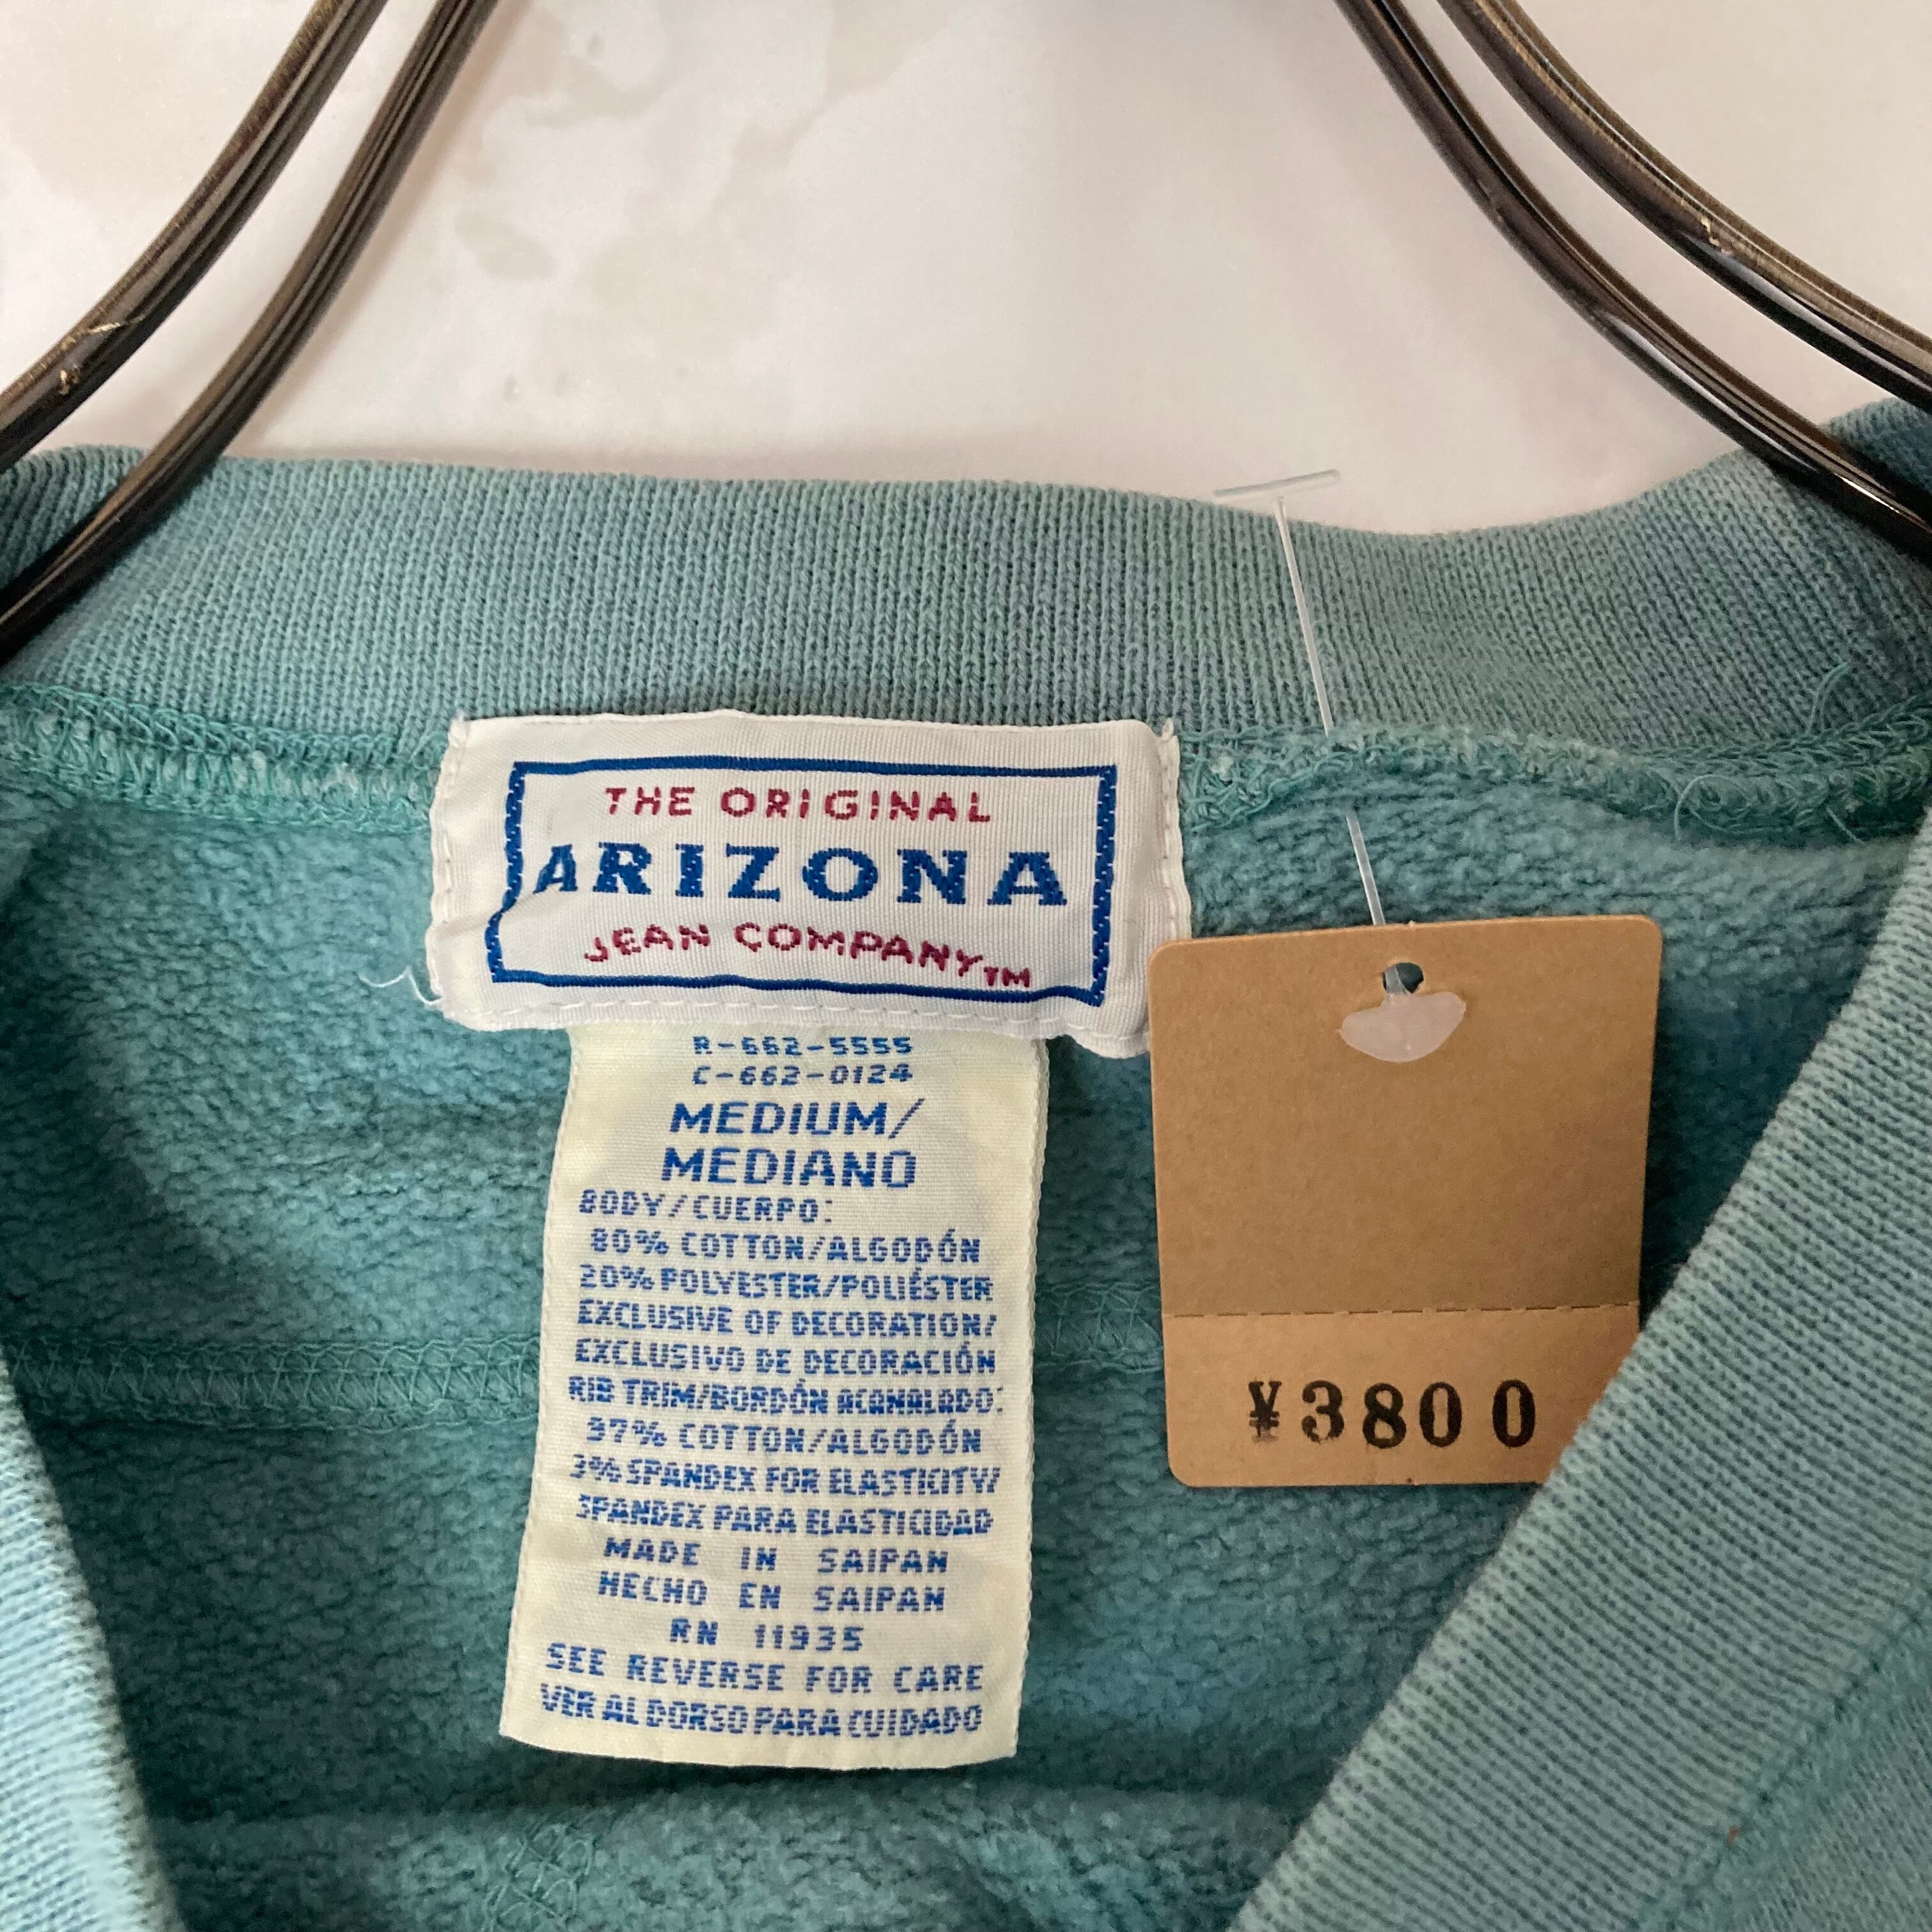 THE ORIGINAL
ARIZONA
JEAN COMPANY TM
R-662-5555
C-662-0124
MEDIUM/
MEDIANO
BODY/CUERPO:
80% COTTON/ALGODÓN
20% POLYESTER/POLIÉSTER
EXCLUSIVE OF DECORATION/
EXCLUSIVO DE DECORACIÓN
RIB TRIM/BORDÓN ACANALADO:
97% COTTON/ALGODÓN
3% SPANDEX FOR ELASTICITY/
SPANDEX PARA ELASTICIDAD
MADE IN SAIPAN
HECHO EN SAIPAN
RN 11935
SEE REVERSE FOR CARE
VER AL DORSO PARA CUIDADO
¥3800